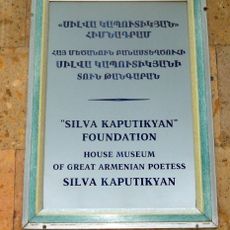 «ՍԻԼՎԱ ԿԱՊՈՒՏԻԿՅԱՆ»
ՀԻՄՆԱԴՐԱՄ
ՀԱՅ ՄԵԾԱՆՈՒՆ ԲԱՆԱՍՏԵՂԾՈՒՀԻ
ՍԻԼՎԱ ԿԱՊՈՒՏԻԿՅԱՆԻ
ՏՈՒՆ ԹԱՆԳԱՐԱՆ
"SILVA KAPUTIKYAN"
FOUNDATION
HOUSE MUSEUM
OF GREAT ARMENIAN POETESS
SILVA KAPUTIKYAN